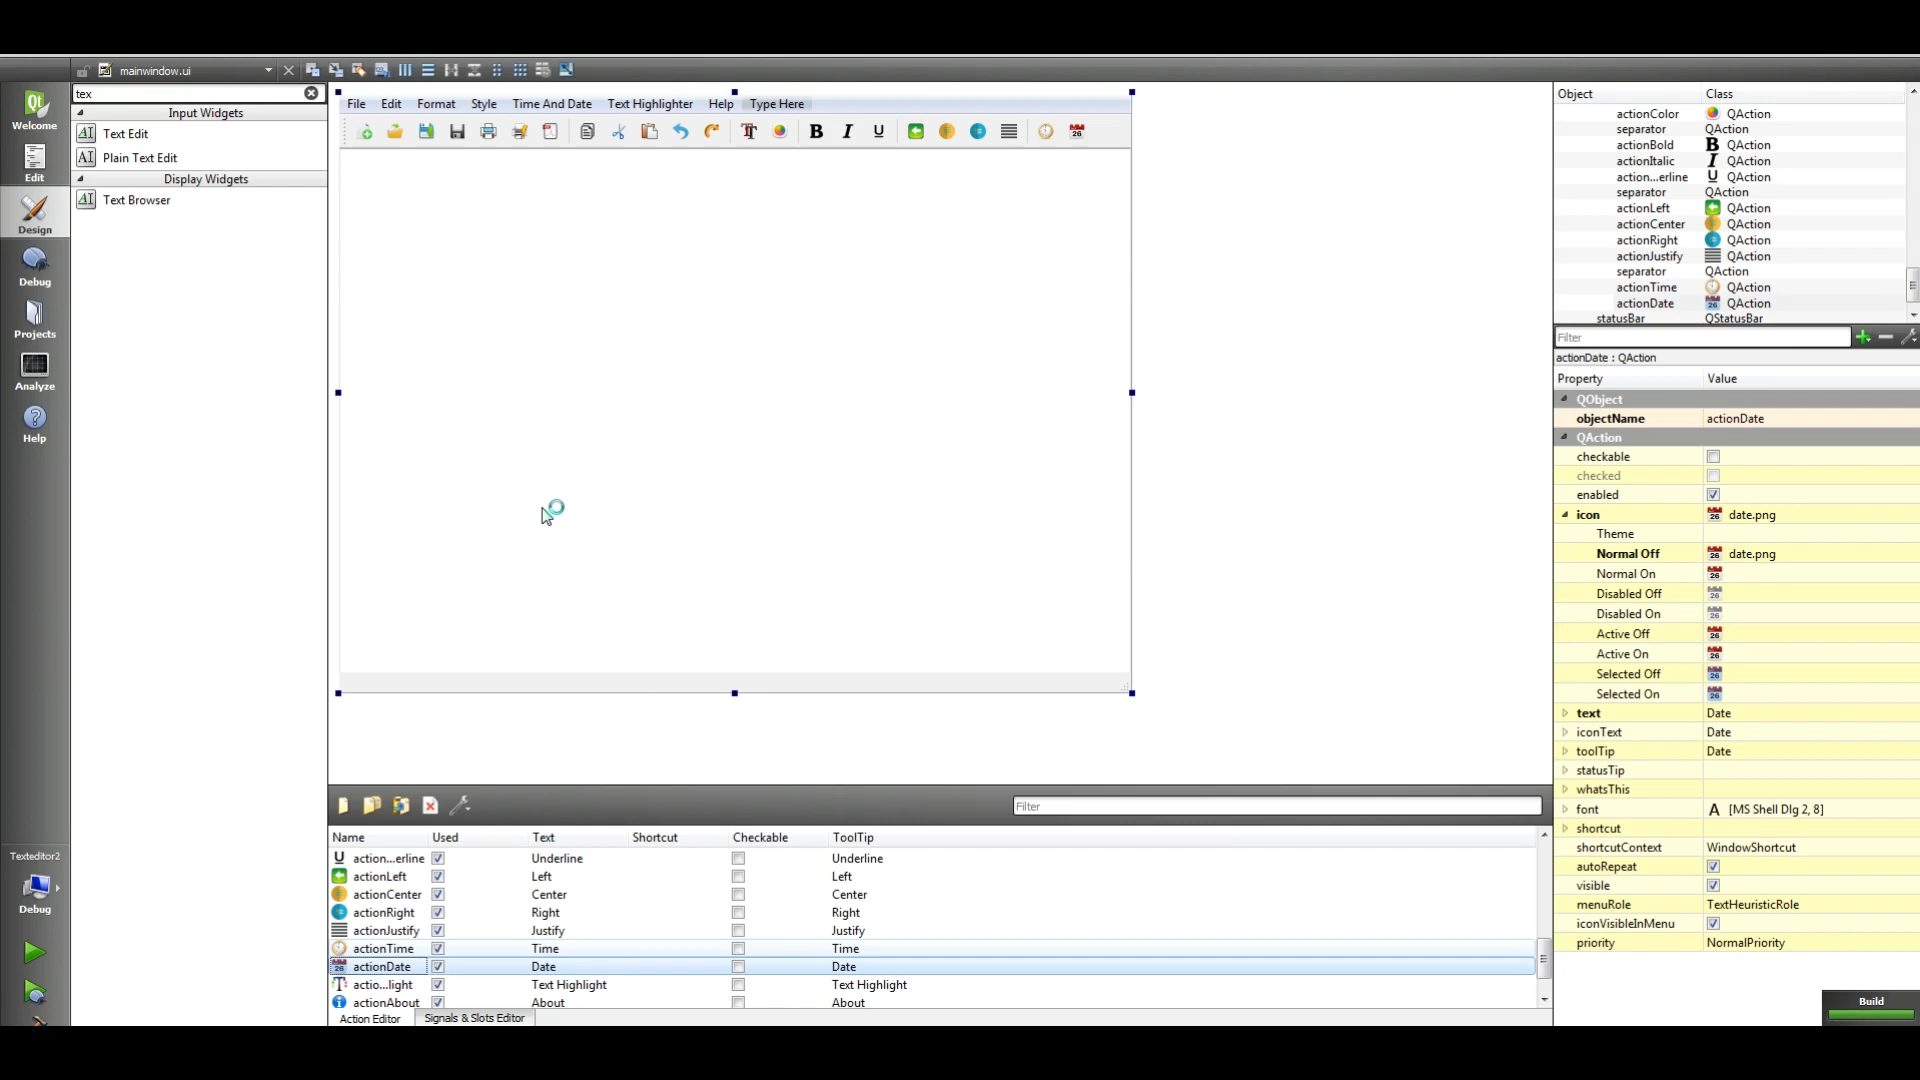 mainwindow.ui
Welcome
Edit
Design
Debug
Projects
Analyze
Help
Texteditor2
Debug
tex
Input Widgets
Text Edit
Plain Text Edit
Display Widgets
Text Browser
File Edit Format Style Time And Date Text Highlighter Help Type Here
Filter
Name Used Text Shortcut Checkable ToolTip
action...erline Underline Underline
actionLeft Left Left
actionCenter Center Center
actionRight Right Right
actionJustify Justify Justify
actionTime Time Time
actionDate Date Date
actio...light Text Highlight Text Highlight
actionAbout About About
Action Editor Signals & Slots Editor
Object Class
actionColor QAction
separator QAction
actionBold QAction
actionItalic QAction
action...erline QAction
separator QAction
actionLeft QAction
actionCenter QAction
actionRight QAction
actionJustify QAction
separator QAction
actionTime QAction
actionDate QAction
statusBar QStatusBar
Filter
actionDate : QAction
Property Value
QObject
objectName actionDate
QAction
checkable
checked
enabled
icon date.png
Theme
Normal Off date.png
Normal On
Disabled Off
Disabled On
Active Off
Active On
Selected Off
Selected On
text Date
iconText Date
toolTip Date
statusTip
whatsThis
font A [MS Shell Dlg 2, 8]
shortcut
shortcutContext WindowShortcut
autoRepeat
visible
menuRole TextHeuristicRole
iconVisibleInMenu
priority NormalPriority
Build